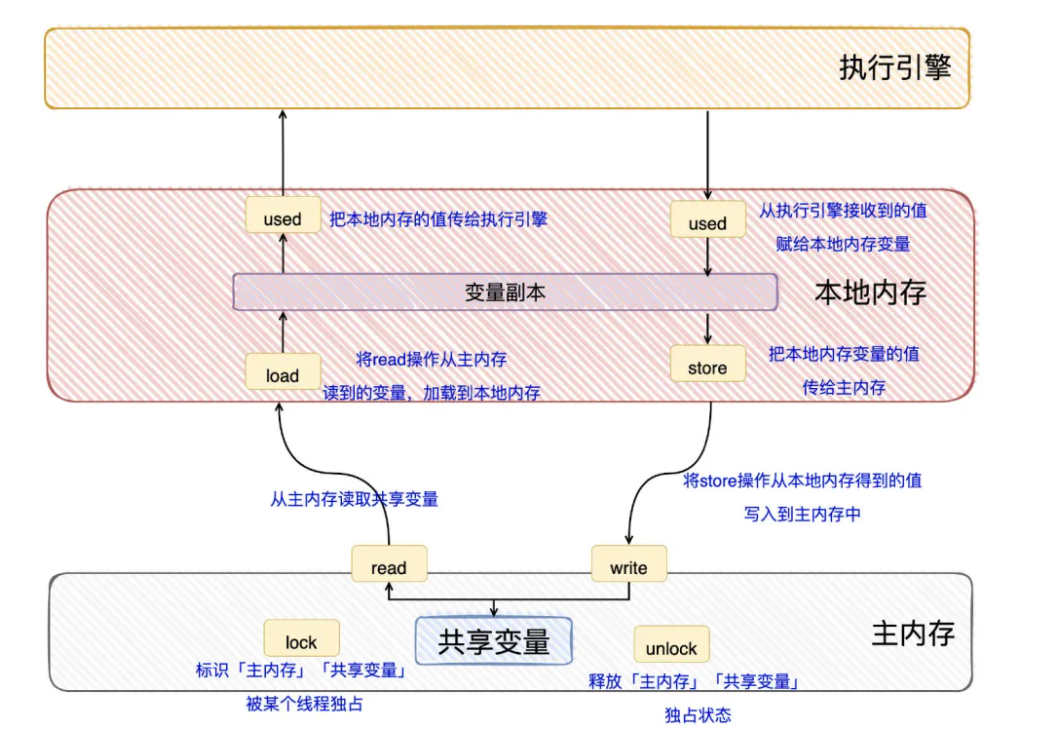 执行引擎
used
把本地内存的值传给执行引擎
used
从执行引擎接收到的值
赋给本地内存变量
变量副本
本地内存
load
将read操作从主内存
读到的变量，加载到本地内存
store
把本地内存变量的值
传给主内存
从主内存读取共享变量
将store操作从本地内存得到的值
写入到主内存中
read
write
主内存
lock
标识「主内存」「共享变量」
被某个线程独占
共享变量
unlock
释放「主内存」「共享变量」
独占状态